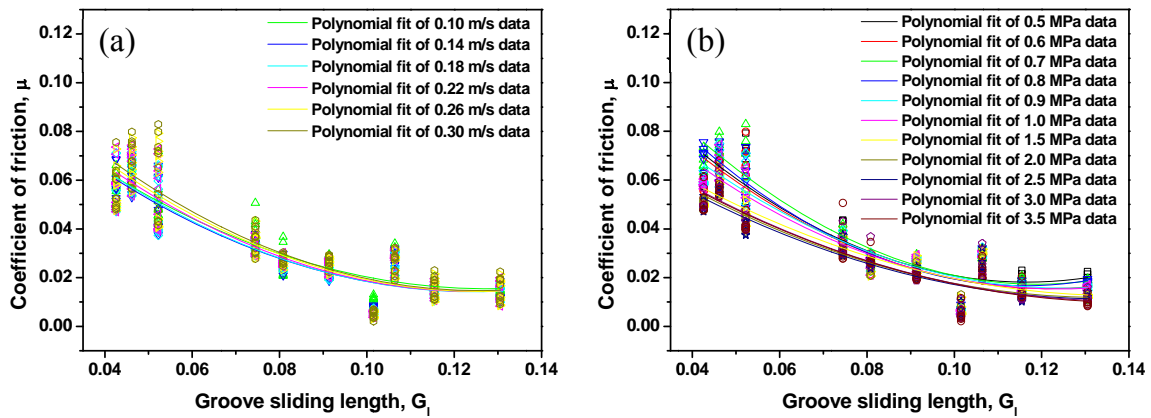 (a)
Polynomial fit of 0.10 m/s data
Polynomial fit of 0.14 m/s data
Polynomial fit of 0.18 m/s data
Polynomial fit of 0.22 m/s data
Polynomial fit of 0.26 m/s data
Polynomial fit of 0.30 m/s data
Coefficient of friction, μ
0.12
0.10
0.08
0.06
0.04
0.02
0.00
0.04 0.06 0.08 0.10 0.12 0.14
Groove sliding length, Gl
(b)
Polynomial fit of 0.5 MPa data
Polynomial fit of 0.6 MPa data
Polynomial fit of 0.7 MPa data
Polynomial fit of 0.8 MPa data
Polynomial fit of 0.9 MPa data
Polynomial fit of 1.0 MPa data
Polynomial fit of 1.5 MPa data
Polynomial fit of 2.0 MPa data
Polynomial fit of 2.5 MPa data
Polynomial fit of 3.0 MPa data
Polynomial fit of 3.5 MPa data
Coefficient of friction, μ
0.12
0.10
0.08
0.06
0.04
0.02
0.00
0.04 0.06 0.08 0.10 0.12 0.14
Groove sliding length, Gl